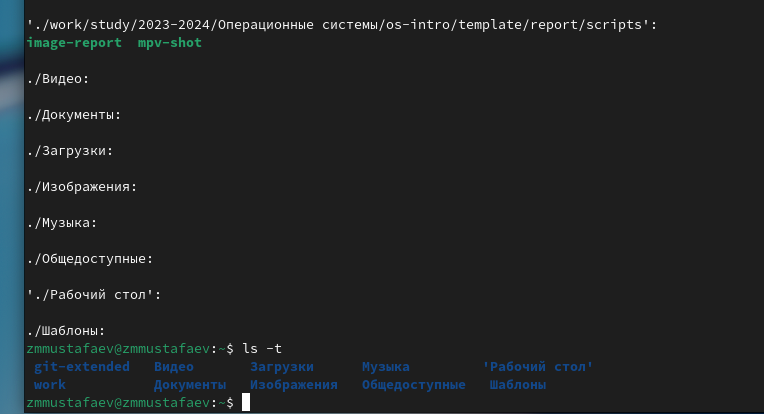 './work/study/2023-2024/Операционные системы/os-intro/template/report/scripts':
image-report  mpv-shot
./Видео:
./Документы:
./Загрузки:
./Изображения:
./Музыка:
./Общедоступные:
'./Рабочий стол':
./Шаблоны:
zmmustafaev@zmmustafaev:~$ ls -t
git-extended   Видео       Загрузки      Музыка         'Рабочий стол'
work           Документы   Изображения   Общедоступные   Шаблоны
zmmustafaev@zmmustafaev:~$